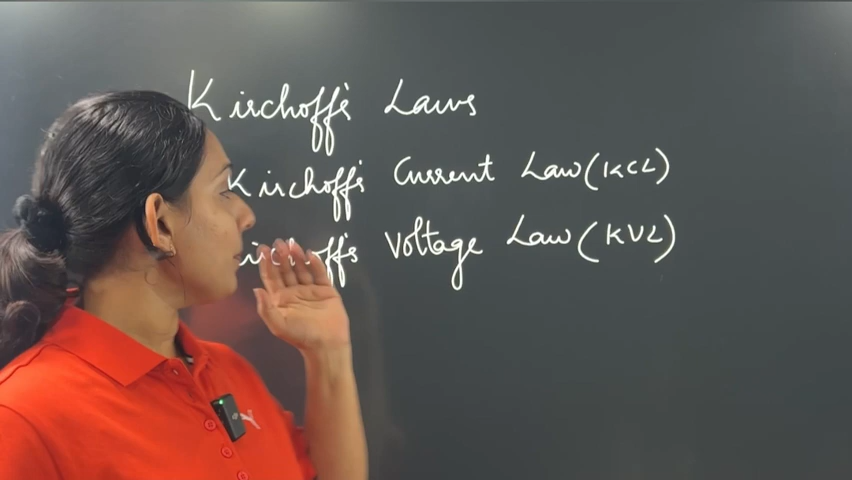 Kirchoff's Laws
Kirchoff's Current Law (KCL)
Voltage Law (KVL)